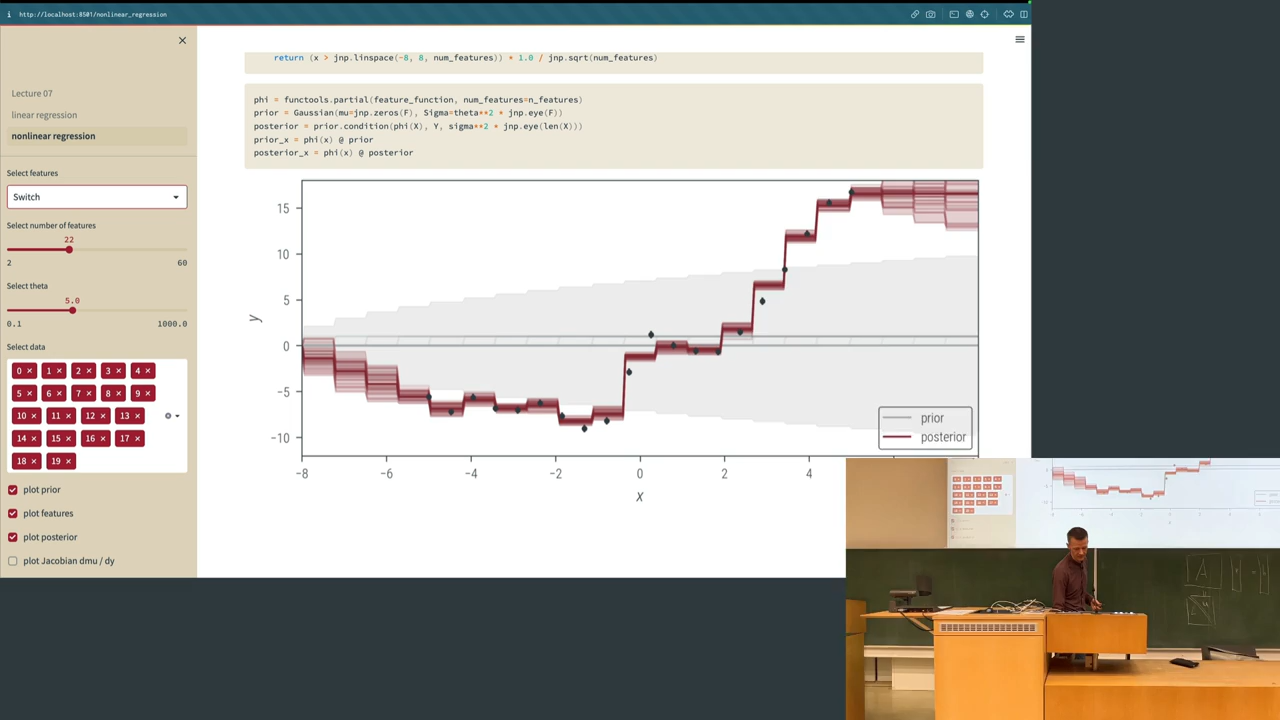 http://localhost:8501/nonlinear_regression
Lecture 07
linear regression
nonlinear regression
Select features
Switch
Select number of features
22
2 60
Select theta
5.0
0.1 1000.0
Select data
0 × 1 × 2 × 3 × 4 ×
5 × 6 × 7 × 8 × 9 ×
10 × 11 × 12 × 13 ×
14 × 15 × 16 × 17 ×
18 × 19 ×
plot prior
plot features
plot posterior
plot Jacobian dmu / dy
return (x > jnp.linspace(-8, 8, num_features)) * 1.0 / jnp.sqrt(num_features)
phi = functools.partial(feature_function, num_features=n_features)
prior = Gaussian(mu=jnp.zeros(F), Sigma=theta**2 * jnp.eye(F))
posterior = prior.condition(phi(X), Y, sigma**2 * jnp.eye(len(X)))
prior_x = phi(x) @ prior
posterior_x = phi(x) @ posterior
15
10
5
0
−5
−10
y
prior
posterior
−8 −6 −4 −2 0 2 4
x
A